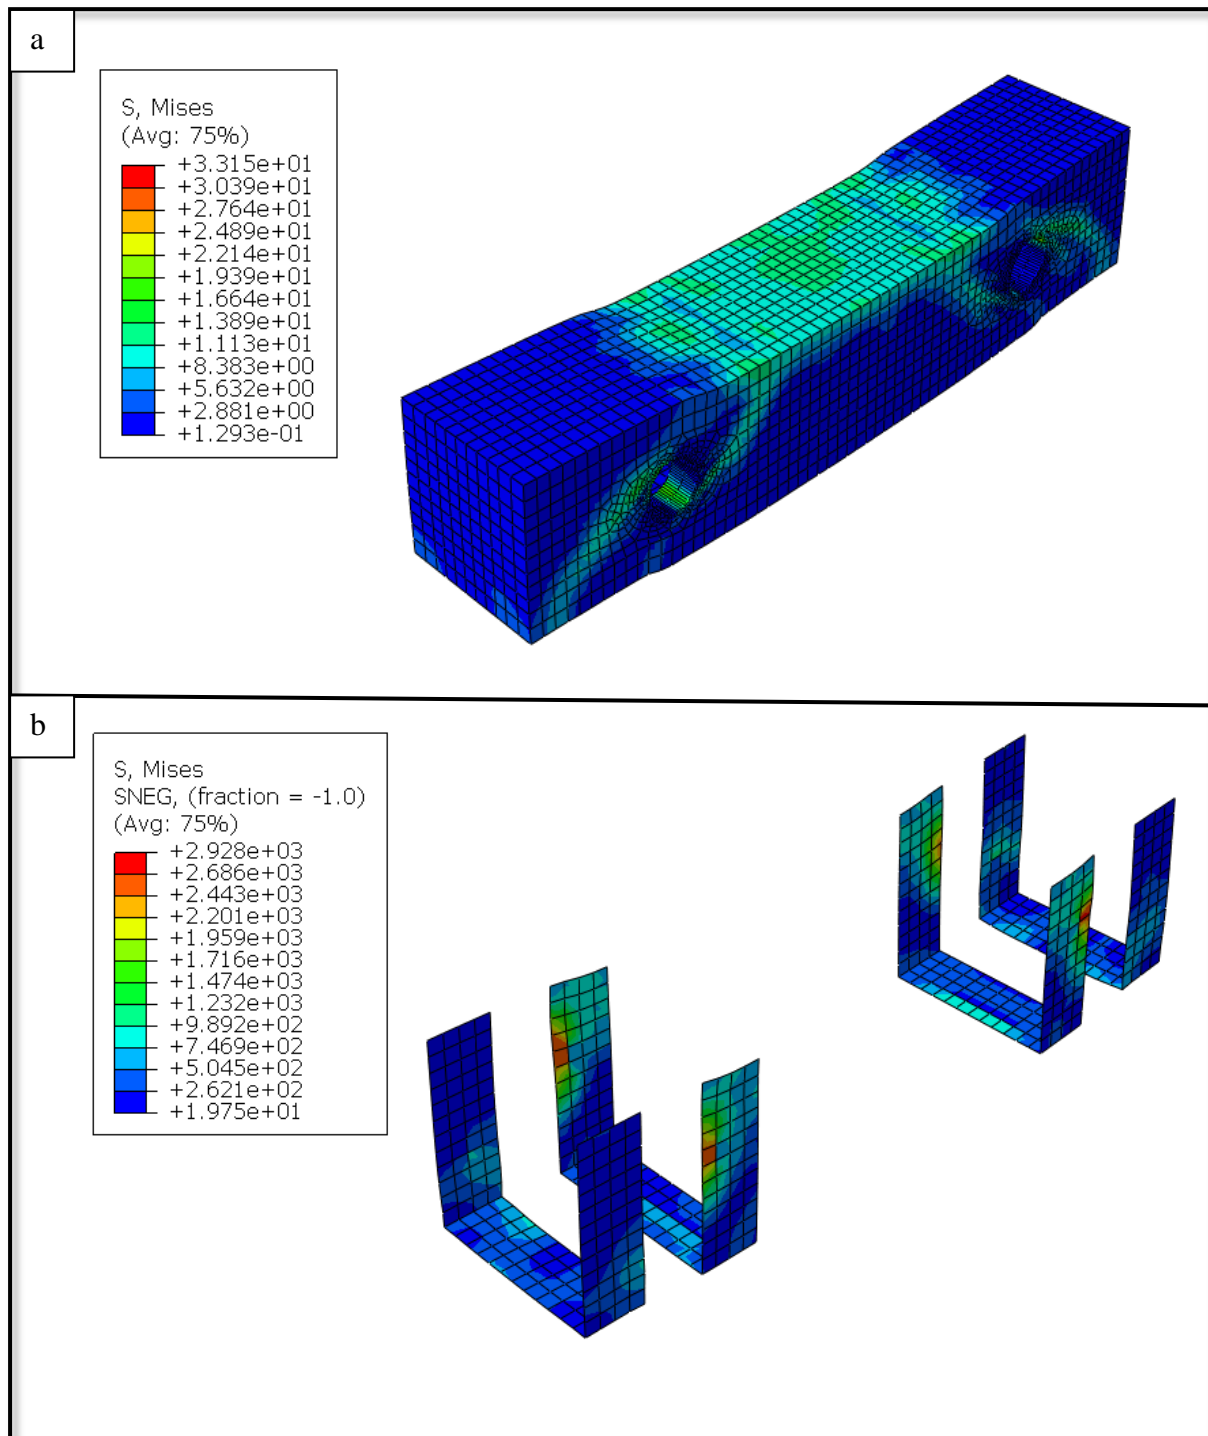 a
S, Mises
(Avg: 75%)
+3.315e+01
+3.039e+01
+2.764e+01
+2.489e+01
+2.214e+01
+1.939e+01
+1.664e+01
+1.389e+01
+1.113e+01
+8.383e+00
+5.632e+00
+2.881e+00
+1.293e-01
b
S, Mises
SNEG, (fraction = -1.0)
(Avg: 75%)
+2.928e+03
+2.686e+03
+2.443e+03
+2.201e+03
+1.959e+03
+1.716e+03
+1.474e+03
+1.232e+03
+9.892e+02
+7.469e+02
+5.045e+02
+2.621e+02
+1.975e+01